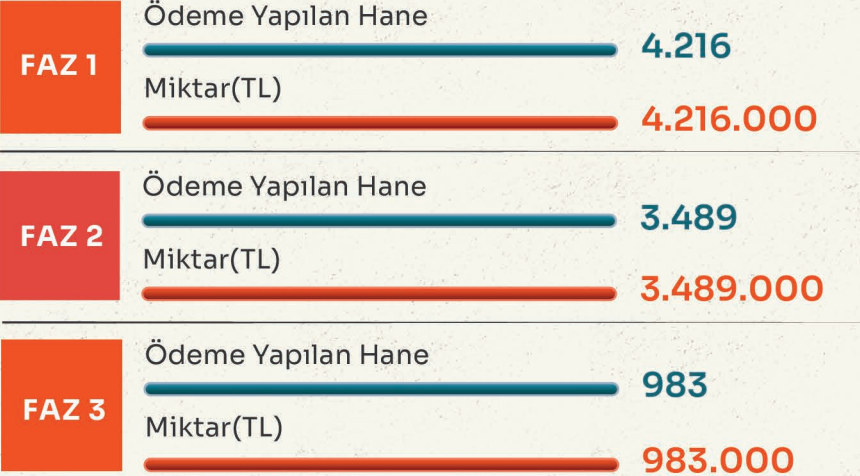 Ödeme Yapılan Hane
4.216
FAZ 1
Miktar(TL)
4.216.000
Ödeme Yapılan Hane
3.489
FAZ 2
Miktar(TL)
3.489.000
Ödeme Yapılan Hane
983
FAZ 3
Miktar(TL)
983.000